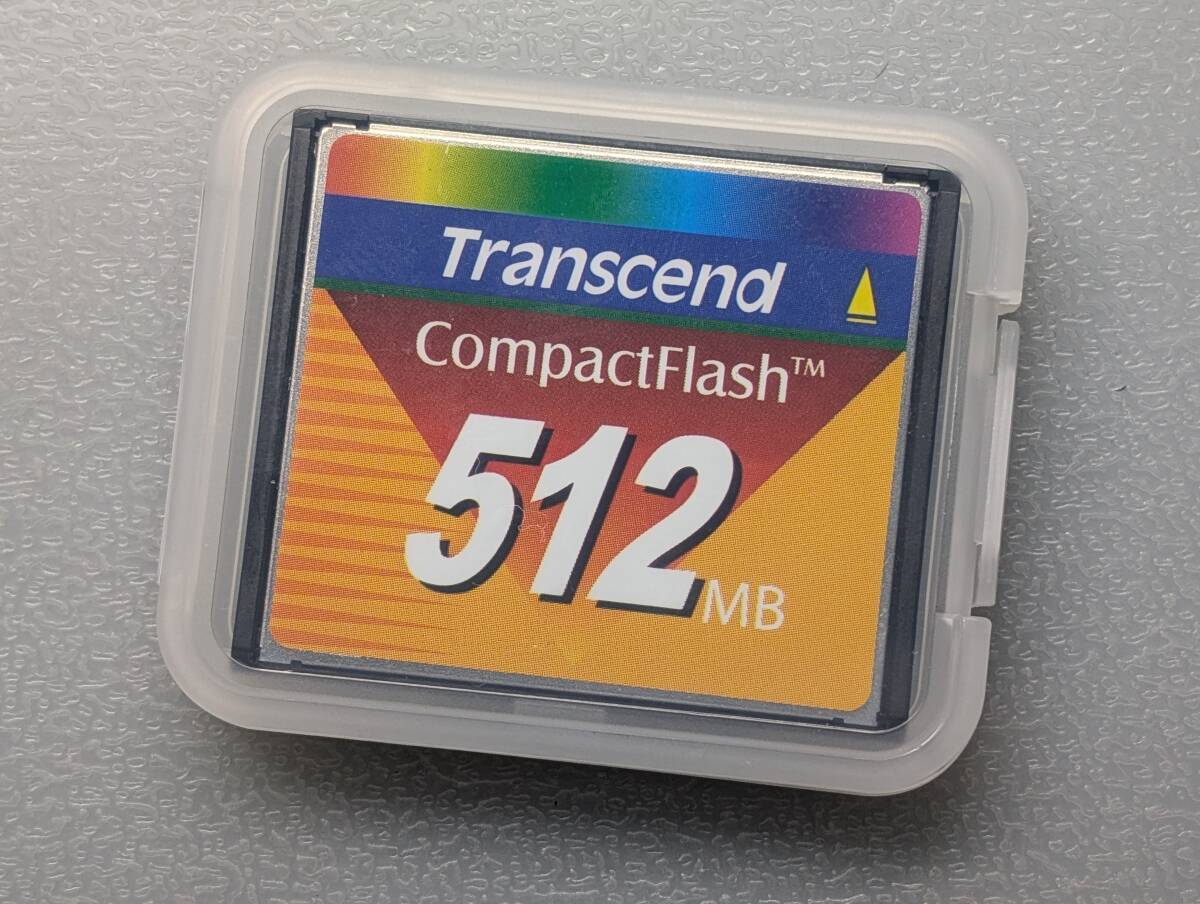 Transcend
CompactFlash™
512MB